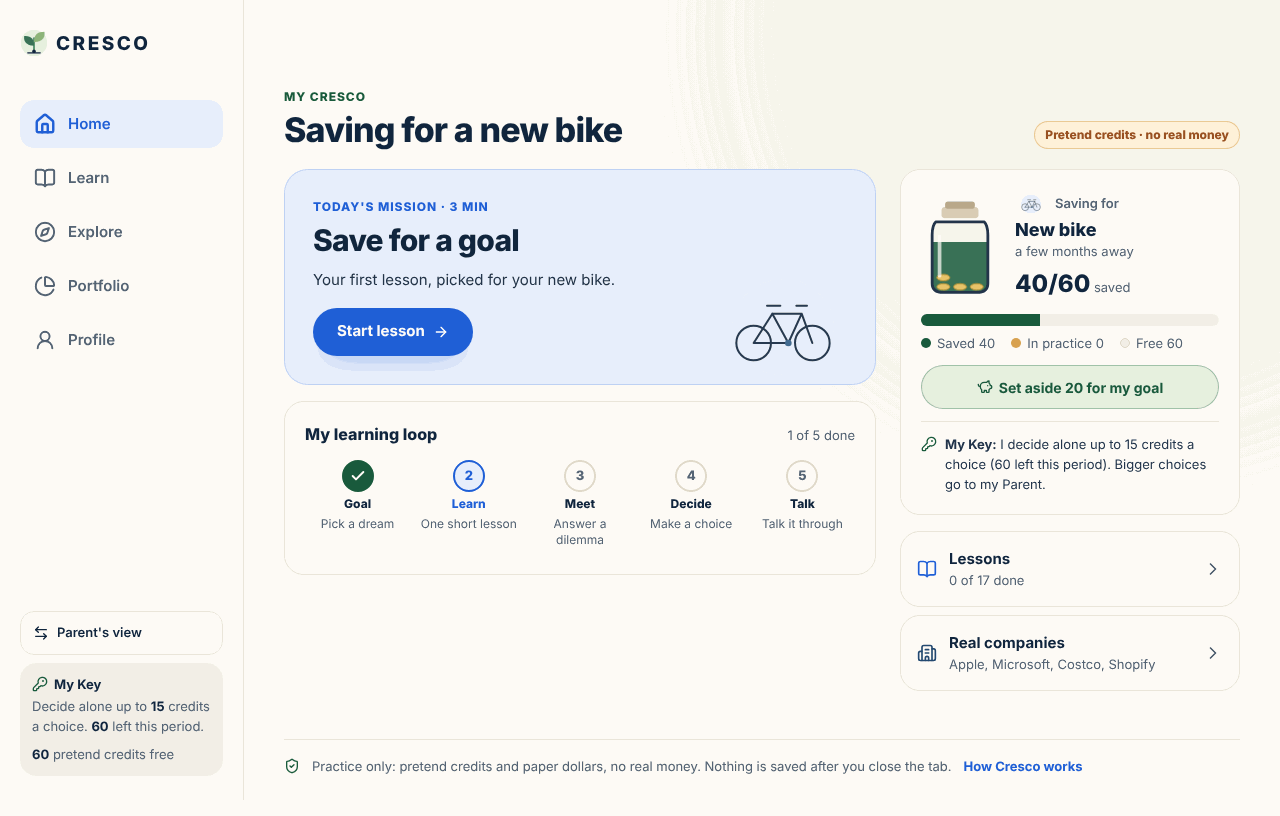 CRESCO
Home
Learn
Explore
Portfolio
Profile
Parent's view
My Key
Decide alone up to 15 credits
a choice. 60 left this period.
60 pretend credits free
MY CRESCO
Saving for a new bike
Pretend credits · no real money
TODAY'S MISSION · 3 MIN
Save for a goal
Your first lesson, picked for your new bike.
Start lesson
My learning loop
1 of 5 done
Goal
Pick a dream
2
Learn
One short lesson
3
Meet
Answer a
dilemma
4
Decide
Make a choice
5
Talk
Talk it through
Saving for
New bike
a few months away
40/60 saved
Saved 40
In practice 0
Free 60
Set aside 20 for my goal
My Key: I decide alone up to 15 credits a
choice (60 left this period). Bigger choices
go to my Parent.
Lessons
0 of 17 done
Real companies
Apple, Microsoft, Costco, Shopify
Practice only: pretend credits and paper dollars, no real money. Nothing is saved after you close the tab. How Cresco works